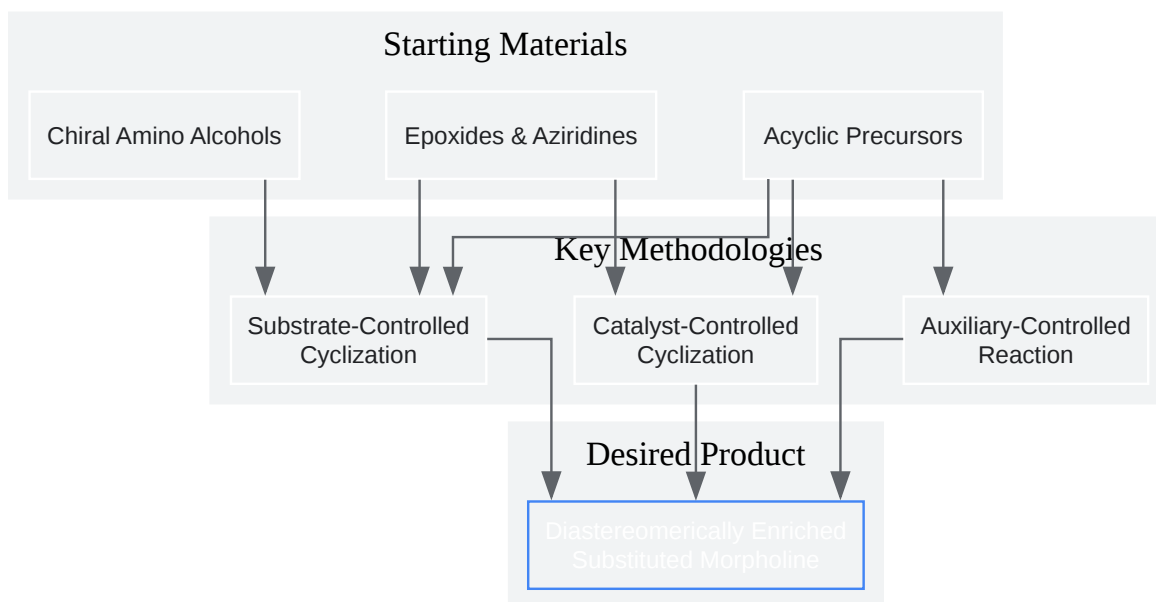 Starting Materials
Chiral Amino Alcohols
Epoxides & Aziridines
Acyclic Precursors
Key Methodologies
Substrate-Controlled
Cyclization
Catalyst-Controlled
Cyclization
Auxiliary-Controlled
Reaction
Desired Product
Diastereomerically Enriched
Substituted Morpholine